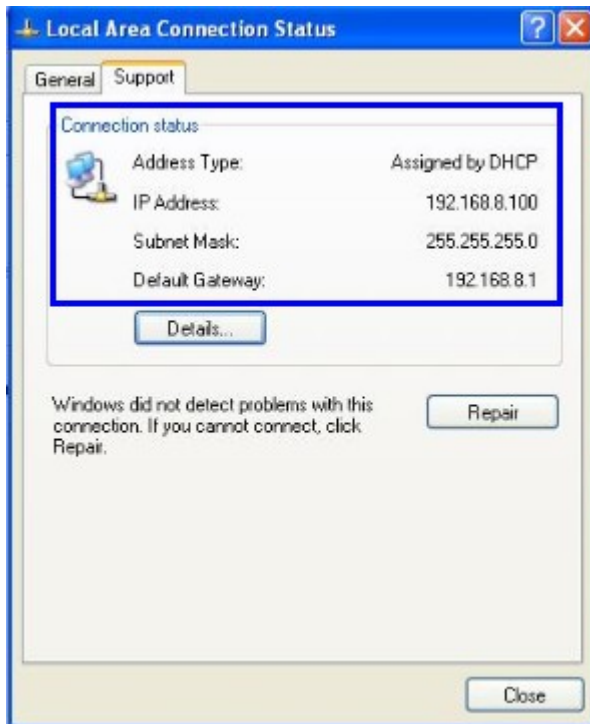 Local Area Connection Status
General Support
Connection status
Address Type: Assigned by DHCP
IP Address: 192.168.8.100
Subnet Mask: 255.255.255.0
Default Gateway: 192.168.8.1
Details...
Windows did not detect problems with this
connection. If you cannot connect, click
Repair.
Repair
Close